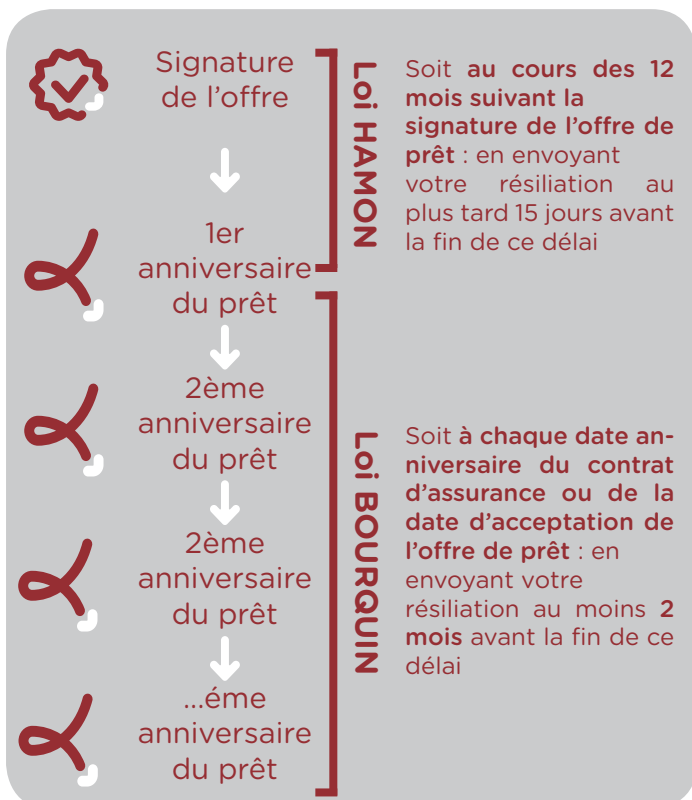 Signature
de l'offre
1er
anniversaire
du prêt
2ème
anniversaire
du prêt
2ème
anniversaire
du prêt
...éme
anniversaire
du prêt
Loi HAMON
Soit au cours des 12
mois suivant la
signature de l'offre de
prêt : en envoyant
votre résiliation au
plus tard 15 jours avant
la fin de ce délai
Loi BOURQUIN
Soit à chaque date an-
niversaire du contrat
d'assurance ou de la
date d'acceptation de
l'offre de prêt : en
envoyant votre
résiliation au moins 2
mois avant la fin de ce
délai